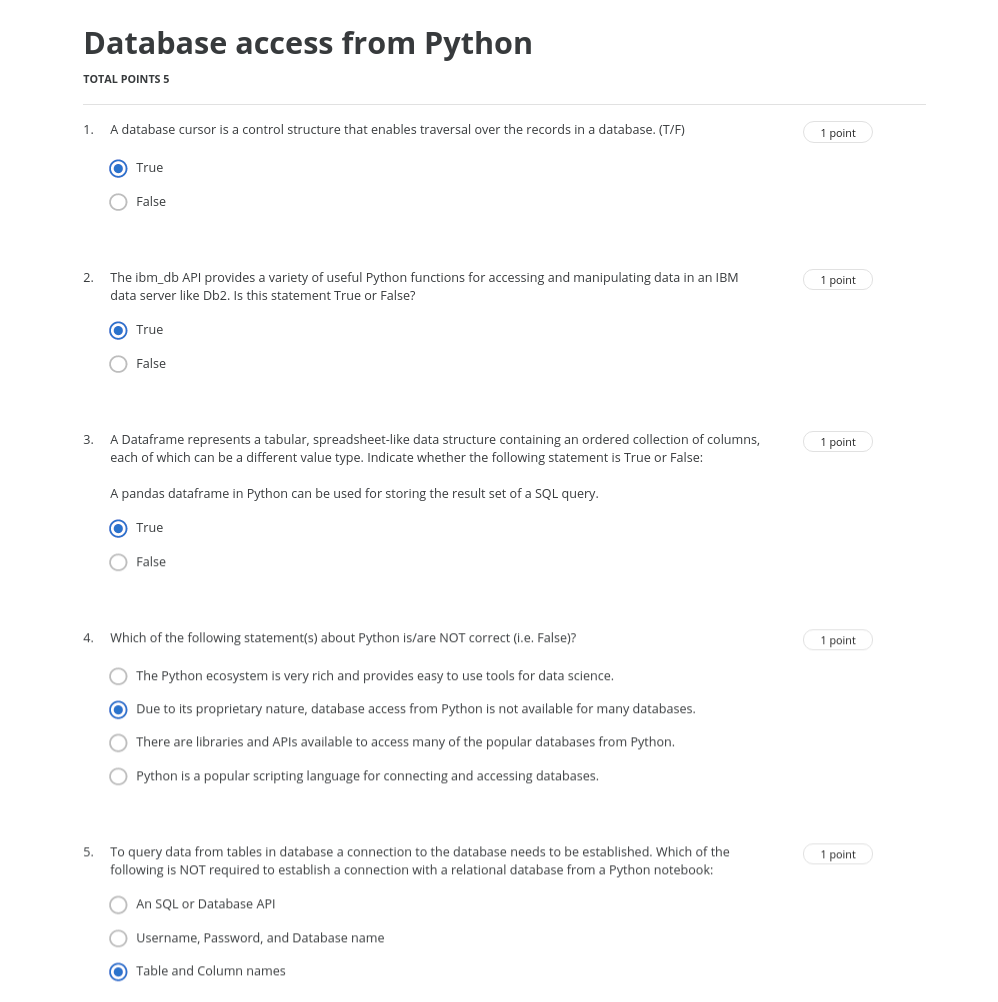 Database access from Python
TOTAL POINTS 5
1. A database cursor is a control structure that enables traversal over the records in a database. (T/F)
1 point
True
False
2. The ibm_db API provides a variety of useful Python functions for accessing and manipulating data in an IBM
data server like Db2. Is this statement True or False?
1 point
True
False
3. A Dataframe represents a tabular, spreadsheet-like data structure containing an ordered collection of columns,
each of which can be a different value type. Indicate whether the following statement is True or False:
1 point
A pandas dataframe in Python can be used for storing the result set of a SQL query.
True
False
4. Which of the following statement(s) about Python is/are NOT correct (i.e. False)?
1 point
The Python ecosystem is very rich and provides easy to use tools for data science.
Due to its proprietary nature, database access from Python is not available for many databases.
There are libraries and APIs available to access many of the popular databases from Python.
Python is a popular scripting language for connecting and accessing databases.
5. To query data from tables in database a connection to the database needs to be established. Which of the
following is NOT required to establish a connection with a relational database from a Python notebook:
1 point
An SQL or Database API
Username, Password, and Database name
Table and Column names